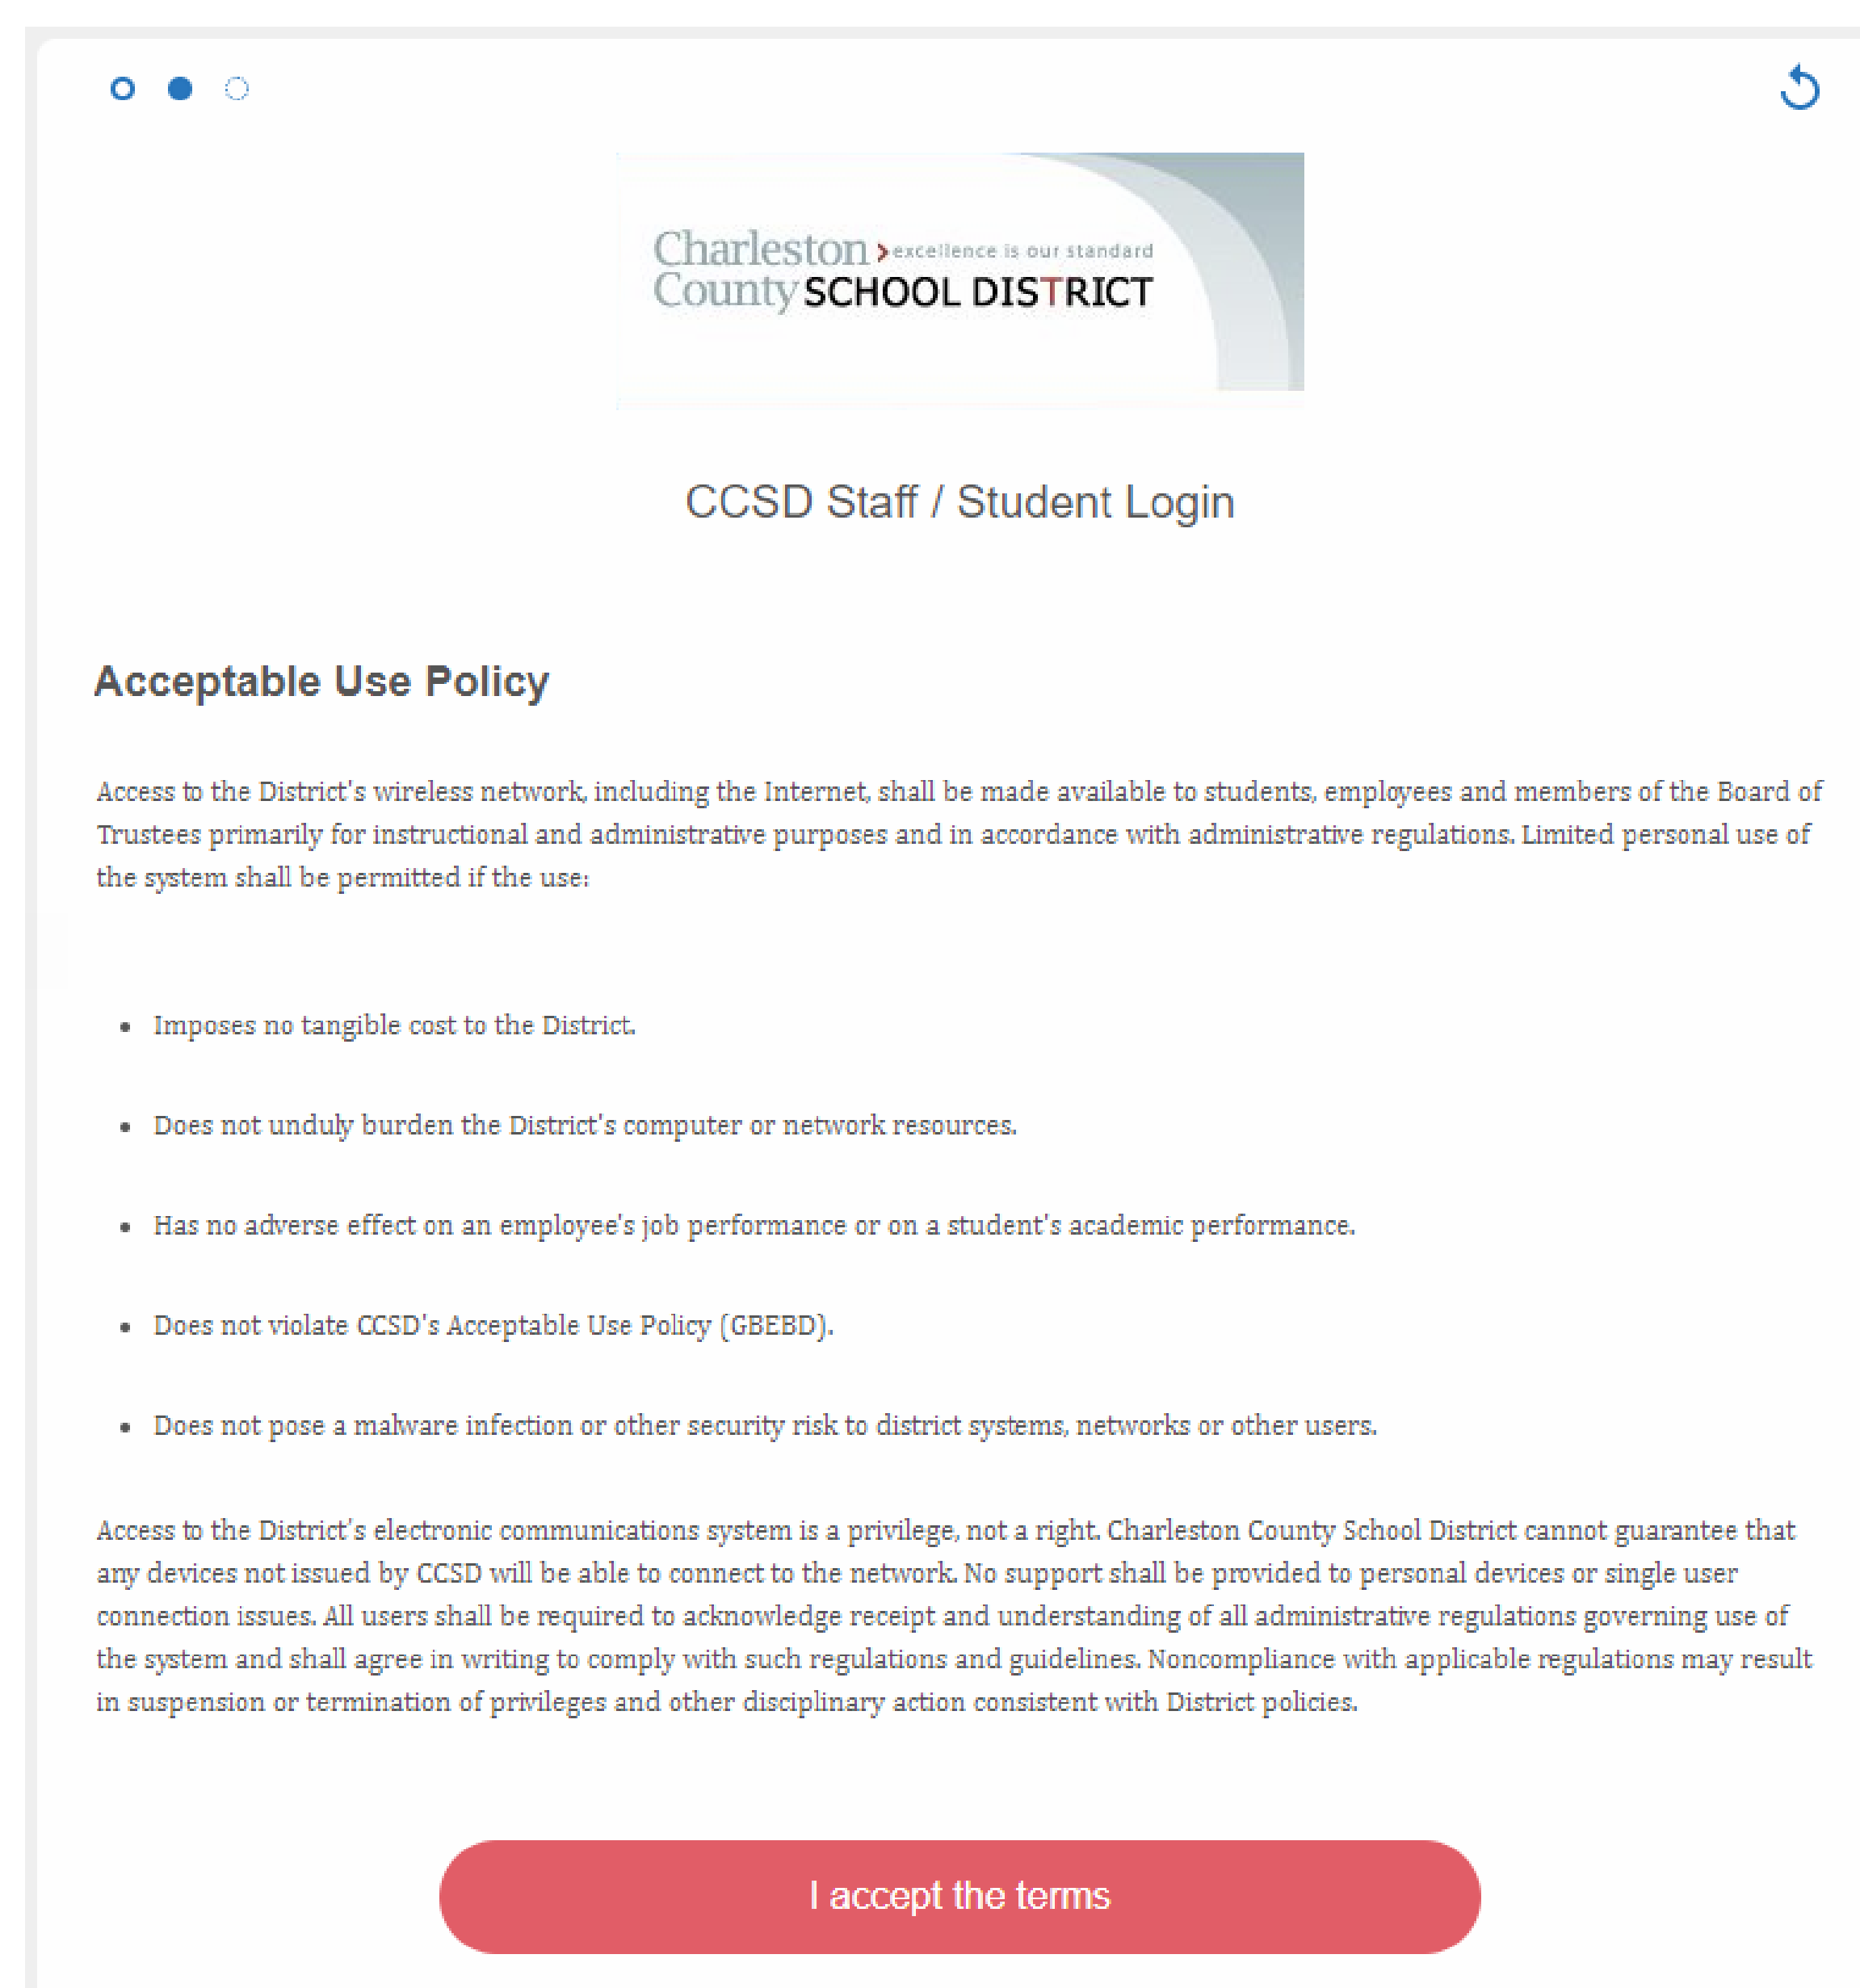 Charleston >excellence is our standard
County SCHOOL DISTRICT
CCSD Staff / Student Login
Acceptable Use Policy
Access to the District's wireless network, including the Internet, shall be made available to students, employees and members of the Board of
Trustees primarily for instructional and administrative purposes and in accordance with administrative regulations. Limited personal use of
the system shall be permitted if the use:
• Imposes no tangible cost to the District.
• Does not unduly burden the District's computer or network resources.
• Has no adverse effect on an employee's job performance or on a student's academic performance.
• Does not violate CCSD's Acceptable Use Policy (GBEBD).
• Does not pose a malware infection or other security risk to district systems, networks or other users.
Access to the District's electronic communications system is a privilege, not a right. Charleston County School District cannot guarantee that
any devices not issued by CCSD will be able to connect to the network. No support shall be provided to personal devices or single user
connection issues. All users shall be required to acknowledge receipt and understanding of all administrative regulations governing use of
the system and shall agree in writing to comply with such regulations and guidelines. Noncompliance with applicable regulations may result
in suspension or termination of privileges and other disciplinary action consistent with District policies.
I accept the terms